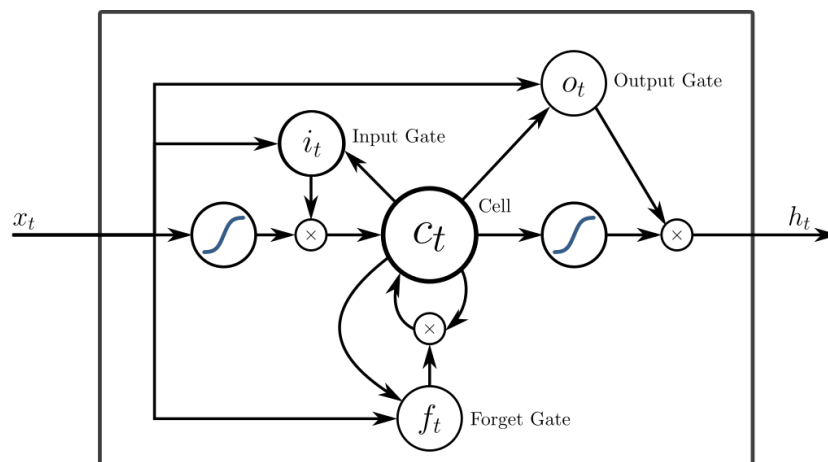 o_t Output Gate
i_t Input Gate
x_t
×
c_t
Cell
×
h_t
×
f_t Forget Gate